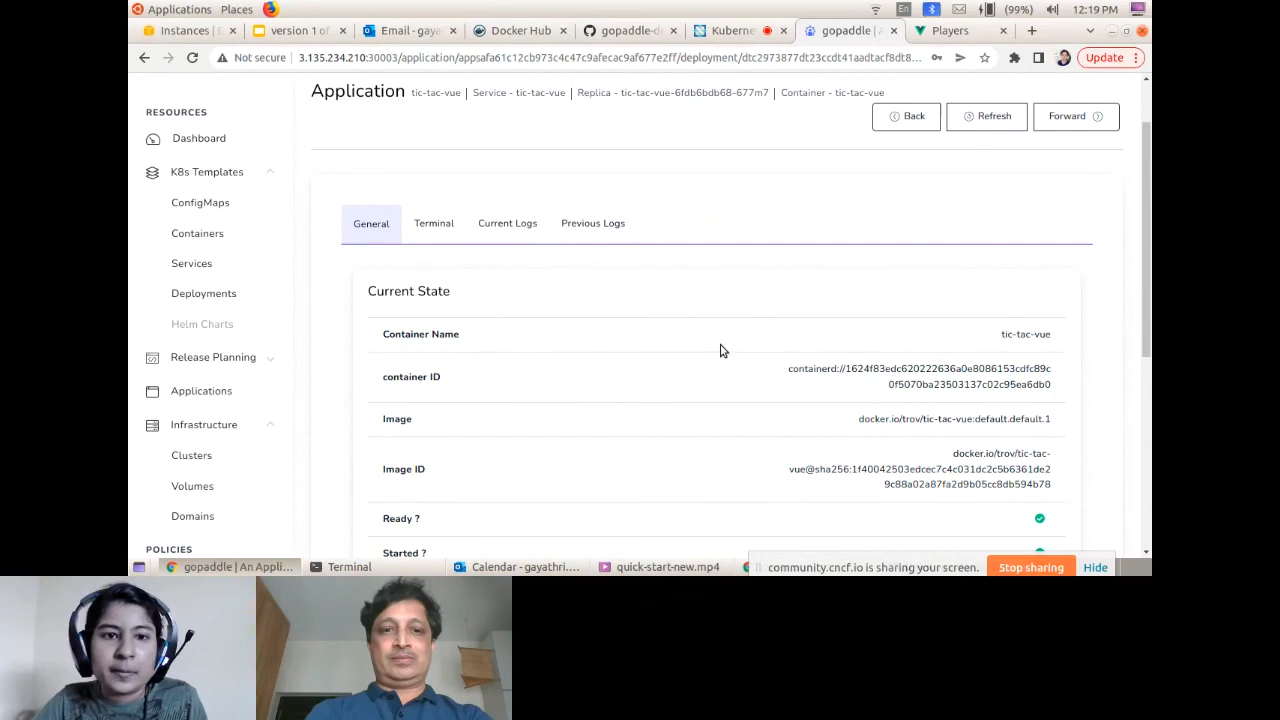 Applications Places En (99%) 12:19 PM
Instances | E version 1 of Email - gaya Docker Hub gopaddle-d Kubern gopaddle | A Players
Not secure 3.135.234.210:30003/application/appsafa61c12cb973c4c47c9afecac9af677e2ff/deployment/dtc2973877dt23ccdt41aadtacf8dt8... Update
RESOURCES
Dashboard
K8s Templates
ConfigMaps
Containers
Services
Deployments
Helm Charts
Release Planning
Applications
Infrastructure
Clusters
Volumes
Domains
POLICIES
Application tic-tac-vue | Service - tic-tac-vue | Replica - tic-tac-vue-6fdb6bdb68-677m7 | Container - tic-tac-vue
Back Refresh Forward
General Terminal Current Logs Previous Logs
Current State
Container Name tic-tac-vue
container ID containerd://1624f83edc620222636a0e8086153cdfc89c
0f5070ba23503137c02c95ea6db0
Image docker.io/trov/tic-tac-vue:default.default.1
Image ID docker.io/trov/tic-tac-
vue@sha256:1f40042503edcec7c4c031dc2c5b6361de2
9c88a02a87fa2d9b05cc8db594b78
Ready ?
Started ?
gopaddle | An Appli... Terminal Calendar - gayathri.... quick-start-new.mp4
community.cncf.io is sharing your screen. Stop sharing Hide